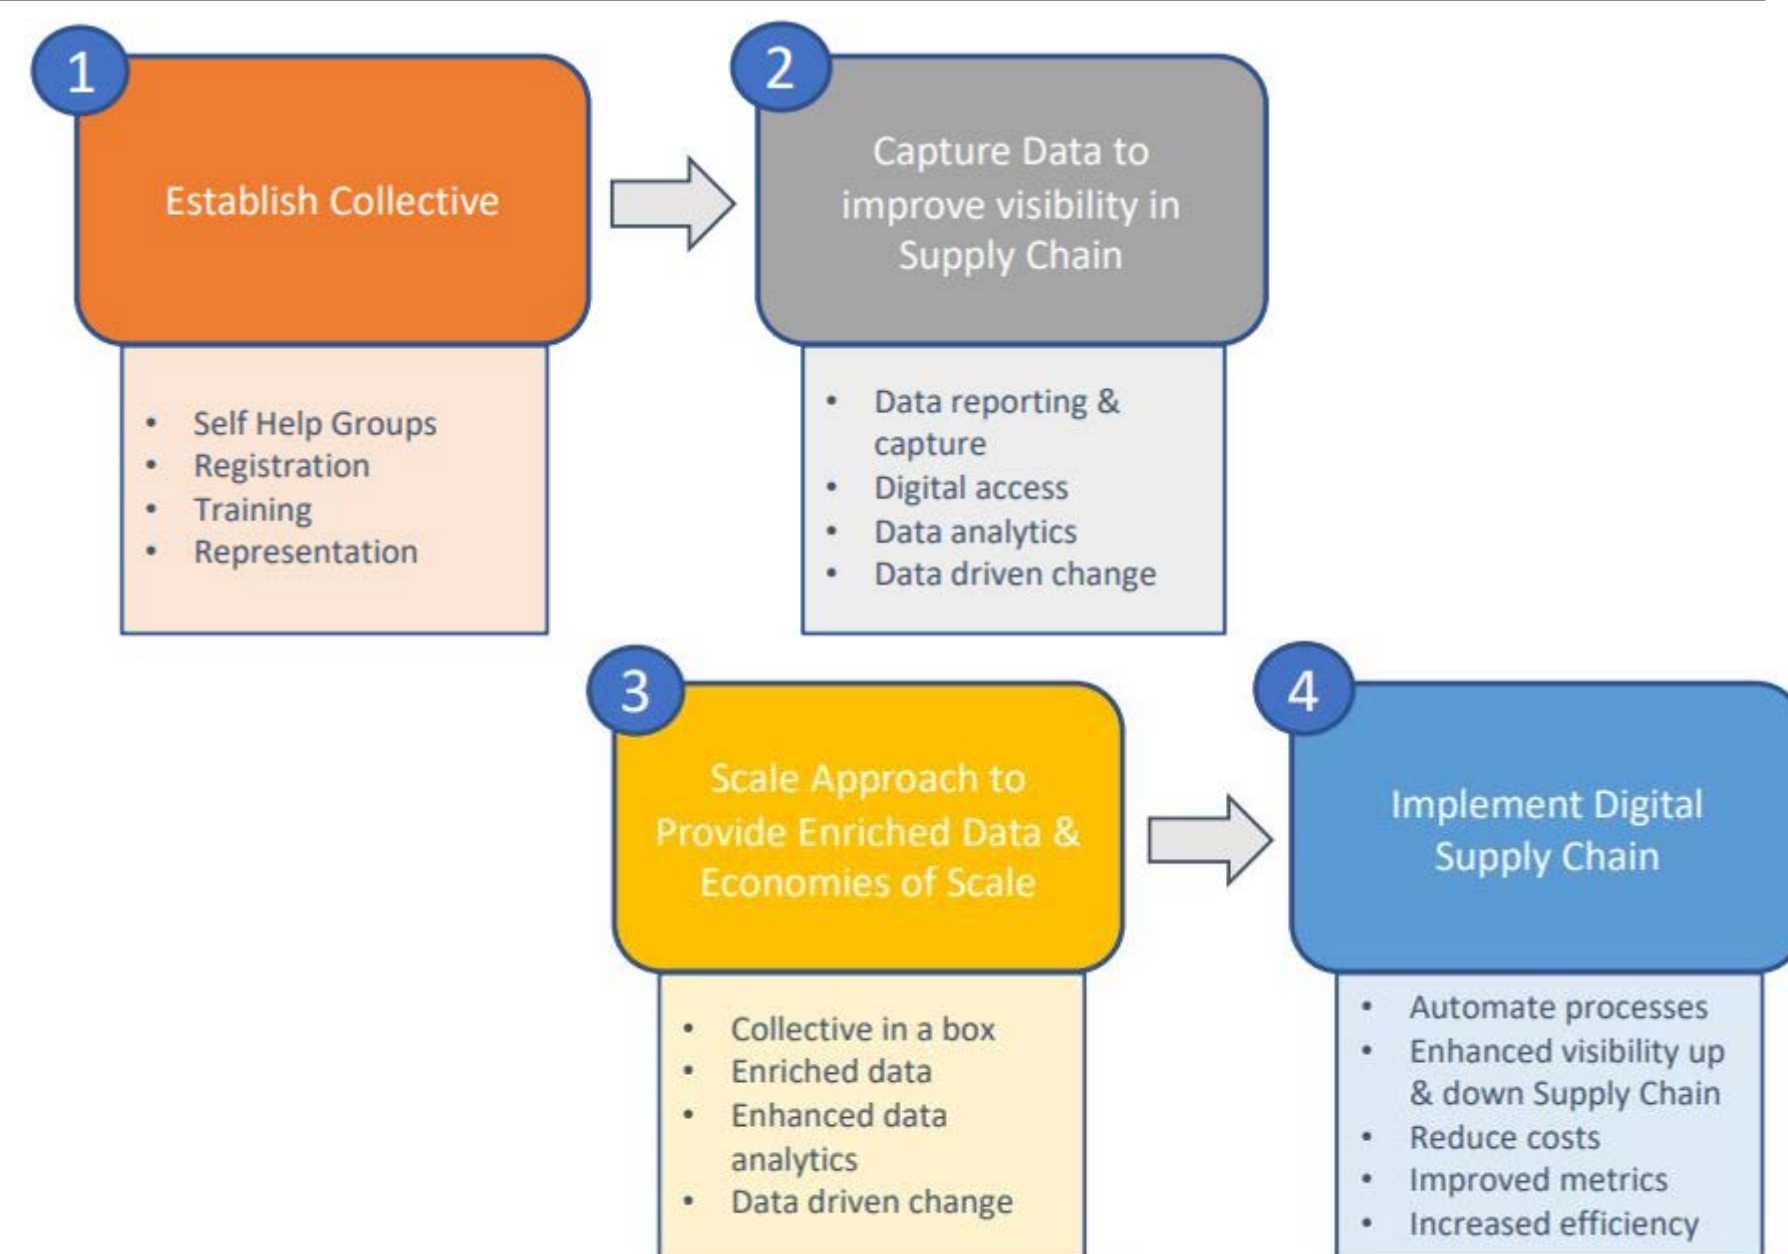 1
Establish Collective
• Self Help Groups
• Registration
• Training
• Representation
2
Capture Data to
improve visibility in
Supply Chain
• Data reporting &
capture
• Digital access
• Data analytics
• Data driven change
3
Scale Approach to
Provide Enriched Data &
Economies of Scale
• Collective in a box
• Enriched data
• Enhanced data
analytics
• Data driven change
4
Implement Digital
Supply Chain
• Automate processes
• Enhanced visibility up
& down Supply Chain
• Reduce costs
• Improved metrics
• Increased efficiency